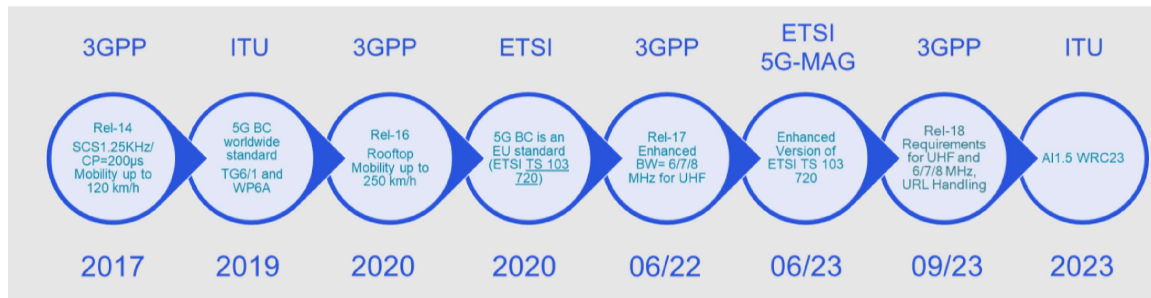 3GPP
ITU
3GPP
ETSI
3GPP
ETSI
5G-MAG
3GPP
ITU
Rel-14
SCS1.25KHz/
CP=200µs
Mobility up to
120 km/h
5G BC
worldwide
standard
TG6/1 and
WP6A
Rel-16
Rooftop
Mobility up to
250 km/h
5G BC is an
EU standard
(ETSI TS 103
720)
Rel-17
Enhanced
BW= 6/7/8
MHz for UHF
Enhanced
Version of
ETSI TS 103
720
Rel-18
Requirements
for UHF and
6/7/8 MHz,
URL Handling
AI1.5 WRC23
2017
2019
2020
2020
06/22
06/23
09/23
2023